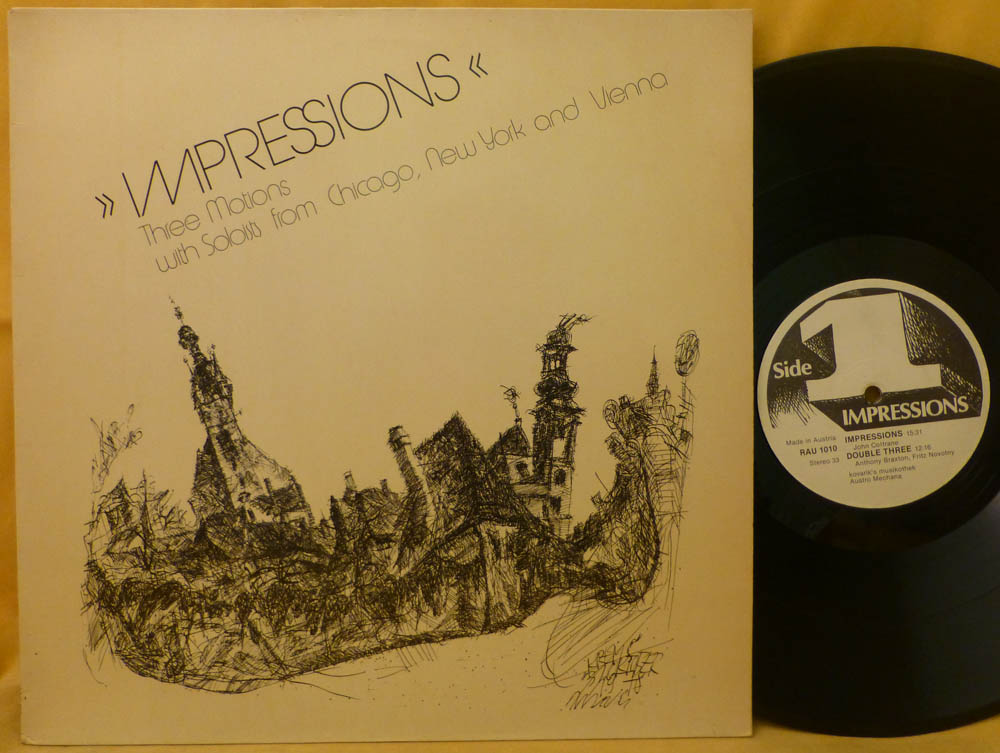 » IMPRESSIONS «
Three Motions
with Soloists from Chicago, New York and Vienna
Side 1
IMPRESSIONS
Made in Austria
RAU 1010
Stereo 33
IMPRESSIONS 15:31
John Coltrane
DOUBLE THREE 12:16
Anthony Braxton, Fritz Novotny
kovarik's musikothek
Austro Mechana